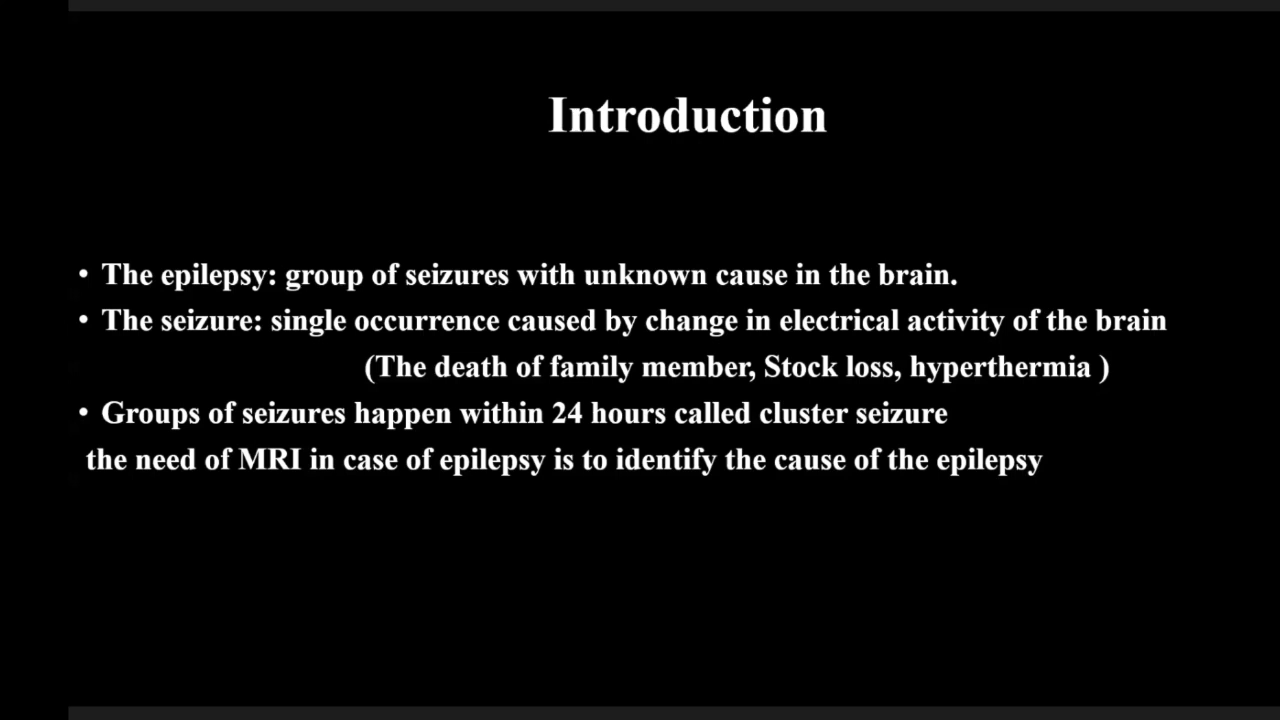 Introduction
• The epilepsy: group of seizures with unknown cause in the brain.
• The seizure: single occurrence caused by change in electrical activity of the brain
(The death of family member, Stock loss, hyperthermia )
• Groups of seizures happen within 24 hours called cluster seizure
the need of MRI in case of epilepsy is to identify the cause of the epilepsy